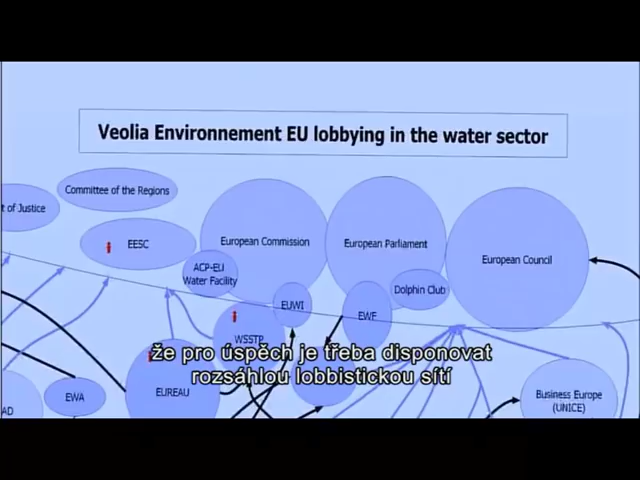 Veolia Environnement EU lobbying in the water sector
Committee of the Regions
t of Justice
EESC
European Commission
European Parliament
European Council
ACP-EU
Water Facility
Dolphin Club
EUWI
EWF
WSSTP
že pro úspěch je třeba disponovat
rozsáhlou lobbistickou sítí
EUREAU
EWA
AD
Business Europe
(UNICE)